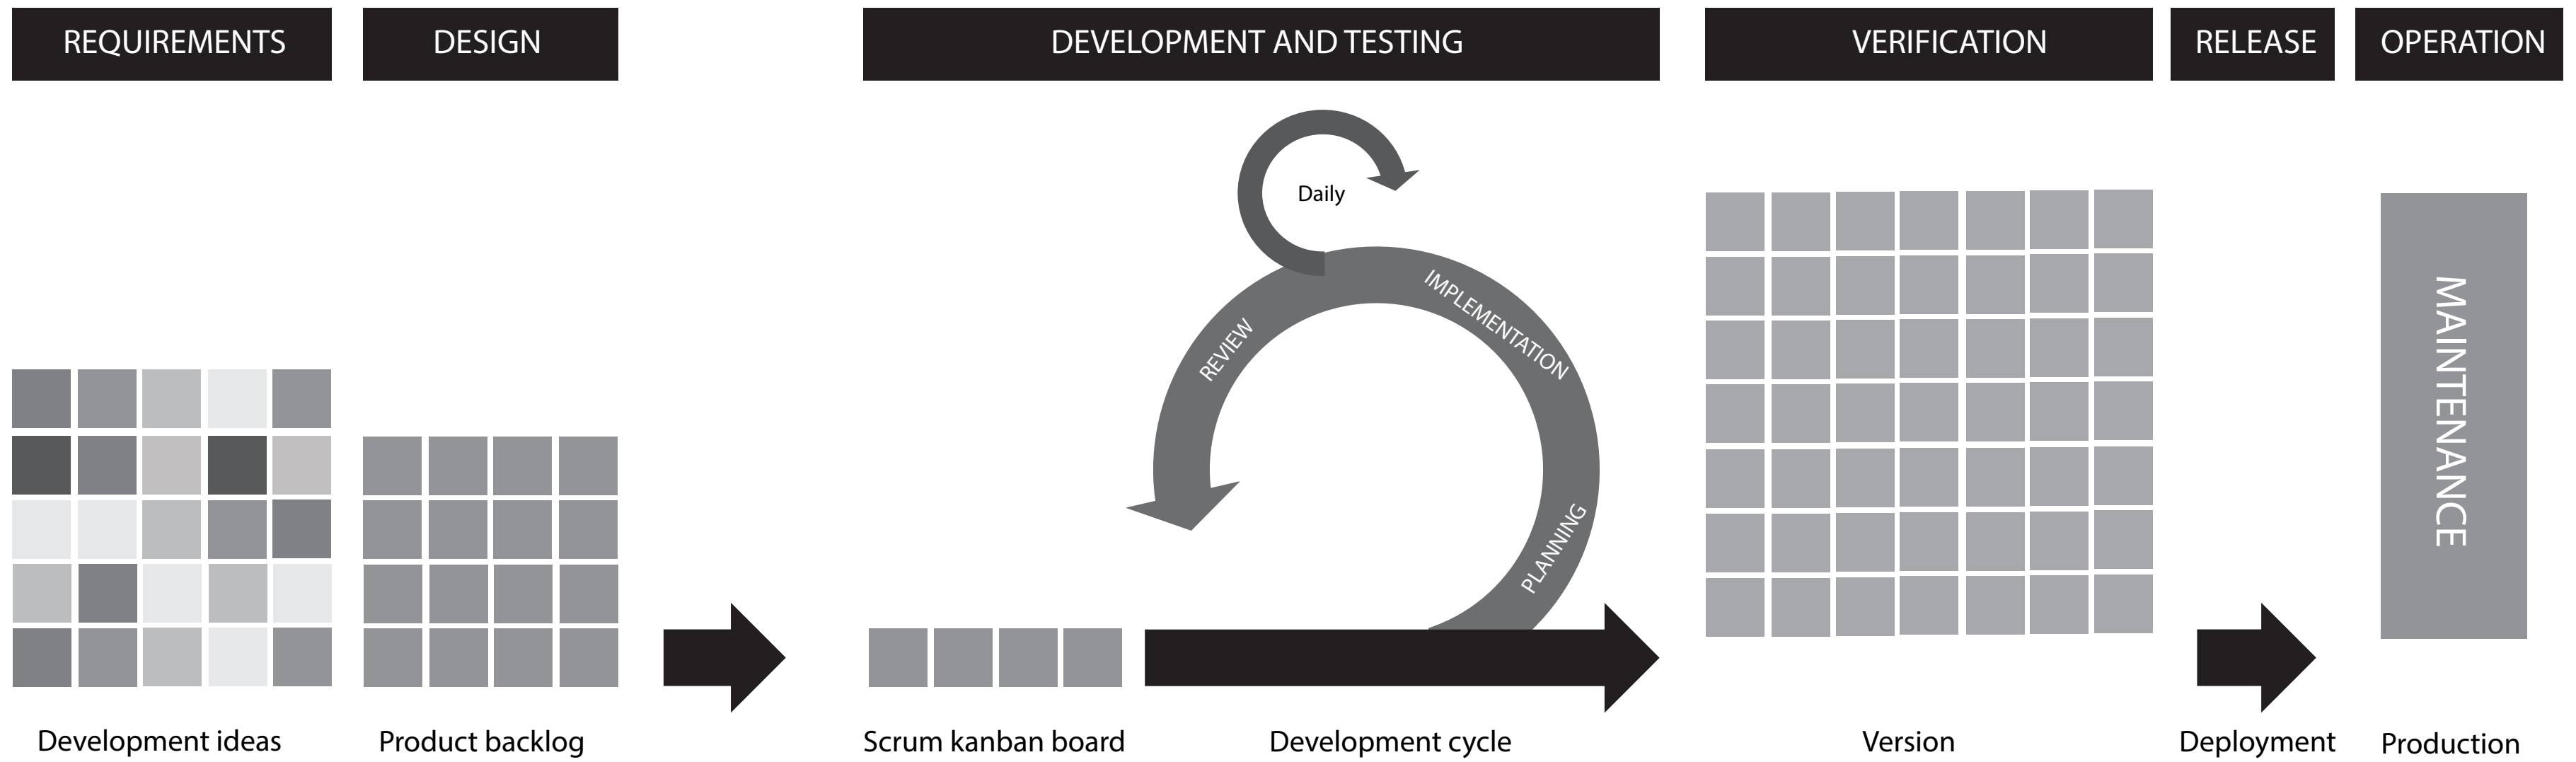 REQUIREMENTS
DESIGN
DEVELOPMENT AND TESTING
VERIFICATION
RELEASE
OPERATION
Daily
REVIEW
IMPLEMENTATION
PLANNING
MAINTENANCE
Development ideas
Product backlog
Scrum kanban board
Development cycle
Version
Deployment
Production